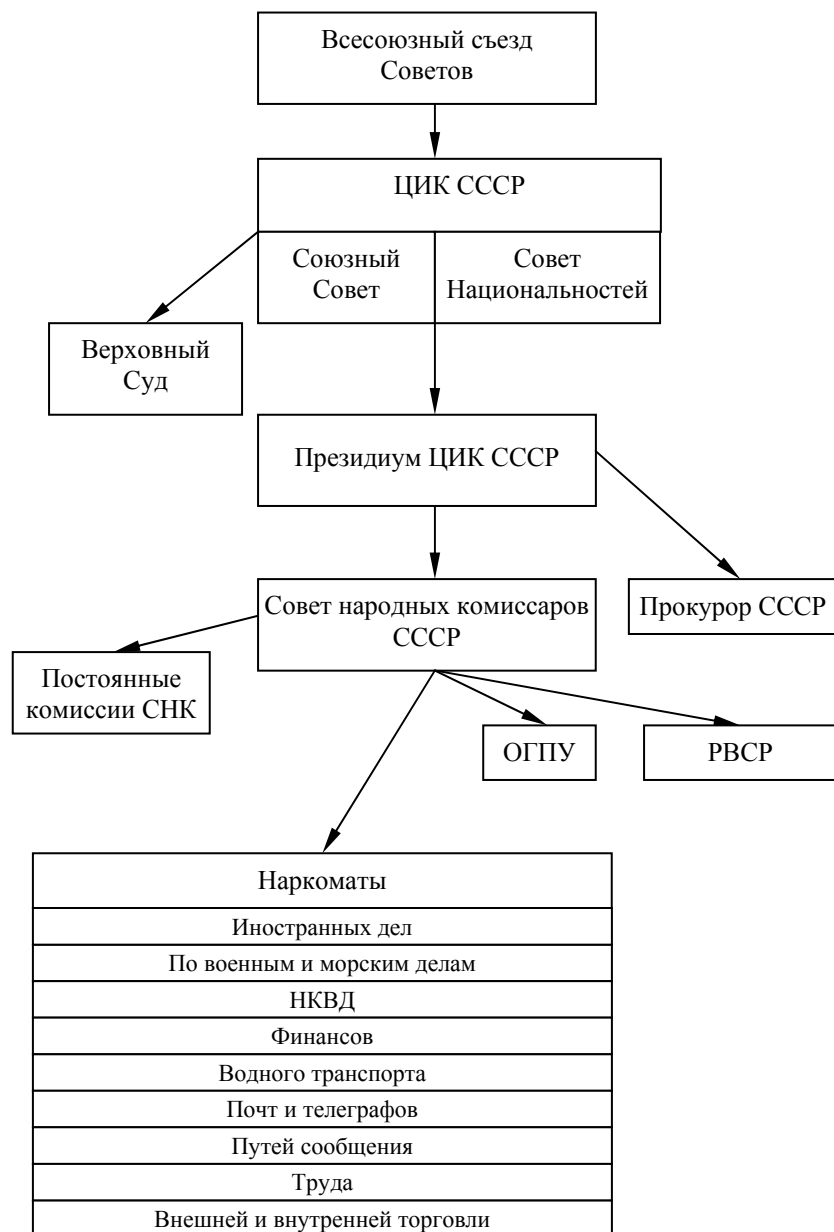 Всесоюзный съезд
Советов
ЦИК СССР
Союзный
Совет
Совет
Национальностей
Верховный
Суд
Президиум ЦИК СССР
Совет народных комиссаров
СССР
Прокурор СССР
Постоянные
комиссии СНК
ОГПУ
РВСР
Наркоматы
Иностранных дел
По военным и морским делам
НКВД
Финансов
Водного транспорта
Почт и телеграфов
Путей сообщения
Труда
Внешней и внутренней торговли